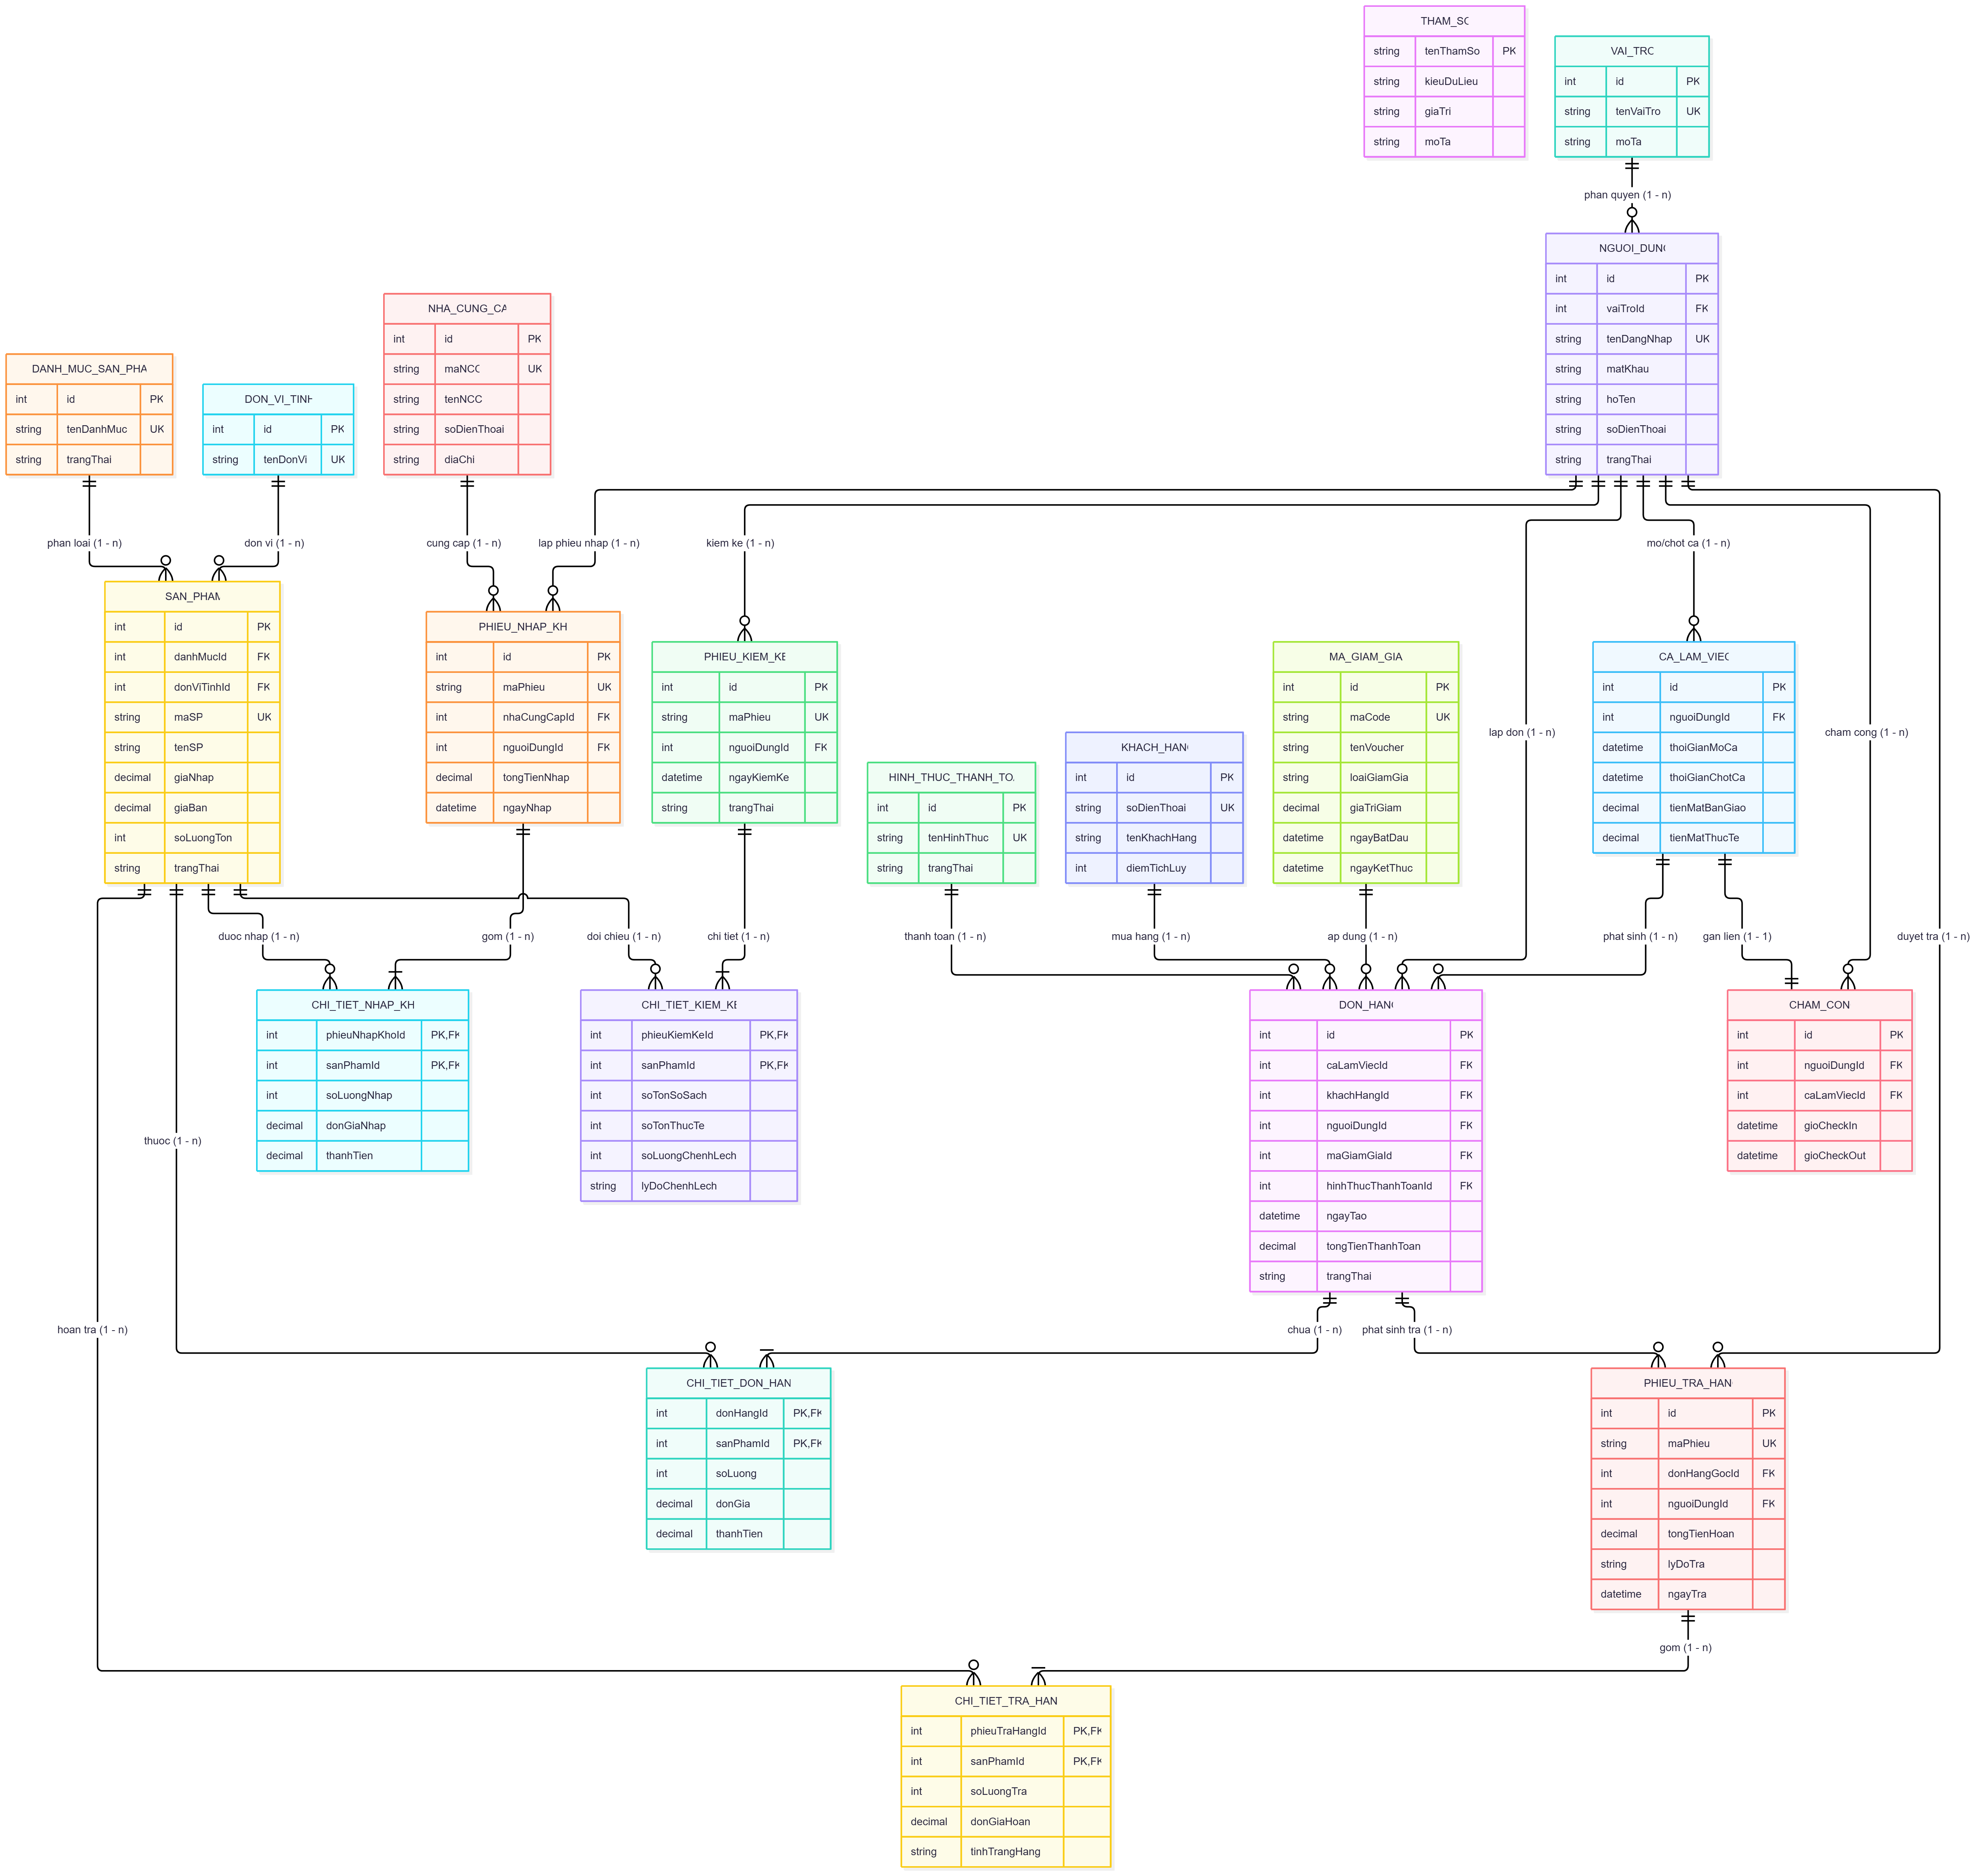 THAM_SO
string tenThamSo PK
string kieuDuLieu
string giaTri
string moTa
VAI_TRO
int id PK
string tenVaiTro UK
string moTa
phan quyen (1 - n)
NGUOI_DUNG
int id PK
int vaiTroId FK
string tenDangNhap UK
string matKhau
string hoTen
string soDienThoai
string trangThai
NHA_CUNG_CA
int id PK
string maNCC UK
string tenNCC
string soDienThoai
string diaChi
DANH_MUC_SAN_PHA
int id PK
string tenDanhMuc UK
string trangThai
DON_VI_TINH
int id PK
string tenDonVi UK
phan loai (1 - n)
don vi (1 - n)
cung cap (1 - n)
lap phieu nhap (1 - n)
kiem ke (1 - n)
mo/chot ca (1 - n)
SAN_PHAM
int id PK
int danhMucId FK
int donViTinhId FK
string maSP UK
string tenSP
decimal giaNhap
decimal giaBan
int soLuongTon
string trangThai
PHIEU_NHAP_KH
int id PK
string maPhieu UK
int nhaCungCapId FK
int nguoiDungId FK
decimal tongTienNhap
datetime ngayNhap
PHIEU_KIEM_KE
int id PK
string maPhieu UK
int nguoiDungId FK
datetime ngayKiemKe
string trangThai
HINH_THUC_THANH_TO
int id PK
string tenHinhThuc UK
string trangThai
KHACH_HANG
int id PK
string soDienThoai UK
string tenKhachHang
int diemTichLuy
MA_GIAM_GIA
int id PK
string maCode UK
string tenVoucher
string loaiGiamGia
decimal giaTriGiam
datetime ngayBatDau
datetime ngayKetThuc
lap don (1 - n)
CA_LAM_VIEC
int id PK
int nguoiDungId FK
datetime thoiGianMoCa
datetime thoiGianChotCa
decimal tienMatBanGiao
decimal tienMatThucTe
cham cong (1 - n)
duoc nhap (1 - n)
gom (1 - n)
doi chieu (1 - n)
chi tiet (1 - n)
thanh toan (1 - n)
mua hang (1 - n)
ap dung (1 - n)
phat sinh (1 - n)
gan lien (1 - 1)
duyet tra (1 - n)
CHI_TIET_NHAP_KH
int phieuNhapKhoId PK,FK
int sanPhamId PK,FK
int soLuongNhap
decimal donGiaNhap
decimal thanhTien
CHI_TIET_KIEM_KE
int phieuKiemKeId PK,FK
int sanPhamId PK,FK
int soTonSoSach
int soTonThucTe
int soLuongChenhLech
string lyDoChenhLech
DON_HANG
int id PK
int caLamViecId FK
int khachHangId FK
int nguoiDungId FK
int maGiamGiaId FK
int hinhThucThanhToanId FK
datetime ngayTao
decimal tongTienThanhToan
string trangThai
CHAM_CON
int id PK
int nguoiDungId FK
int caLamViecId FK
datetime gioCheckIn
datetime gioCheckOut
thuoc (1 - n)
hoan tra (1 - n)
chua (1 - n)
phat sinh tra (1 - n)
CHI_TIET_DON_HAN
int donHangId PK,FK
int sanPhamId PK,FK
int soLuong
decimal donGia
decimal thanhTien
PHIEU_TRA_HAN
int id PK
string maPhieu UK
int donHangGocId FK
int nguoiDungId FK
decimal tongTienHoan
string lyDoTra
datetime ngayTra
gom (1 - n)
CHI_TIET_TRA_HAN
int phieuTraHangId PK,FK
int sanPhamId PK,FK
int soLuongTra
decimal donGiaHoan
string tinhTrangHang